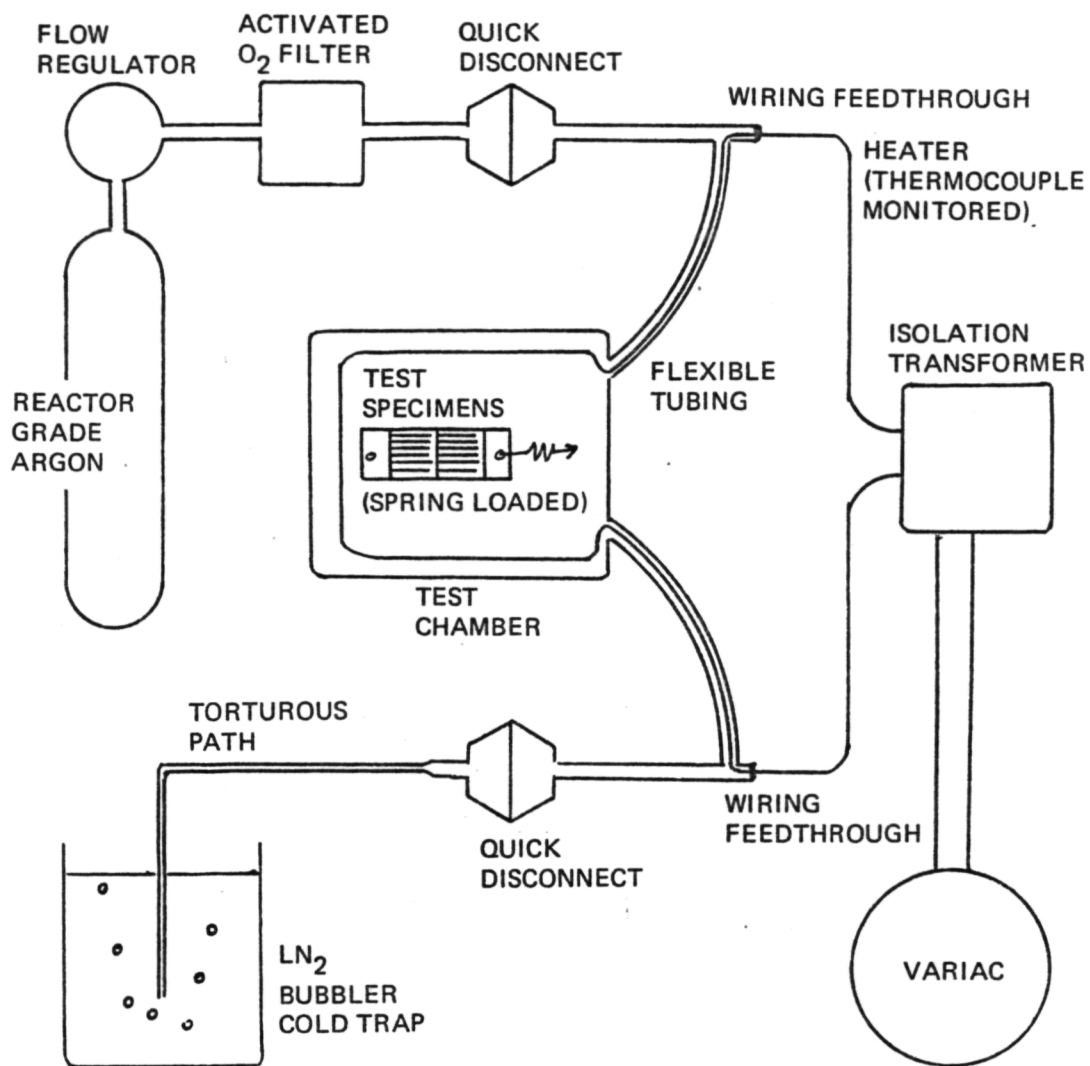 FLOW
REGULATOR
ACTIVATED
O2 FILTER
QUICK
DISCONNECT
WIRING FEEDTHROUGH
HEATER
(THERMOCOUPLE
MONITORED)
ISOLATION
TRANSFORMER
REACTOR
GRADE
ARGON
TEST
SPECIMENS
(SPRING LOADED)
FLEXIBLE
TUBING
TEST
CHAMBER
TORTUROUS
PATH
QUICK
DISCONNECT
WIRING
FEEDTHROUGH
LN2
BUBBLER
COLD TRAP
VARIAC